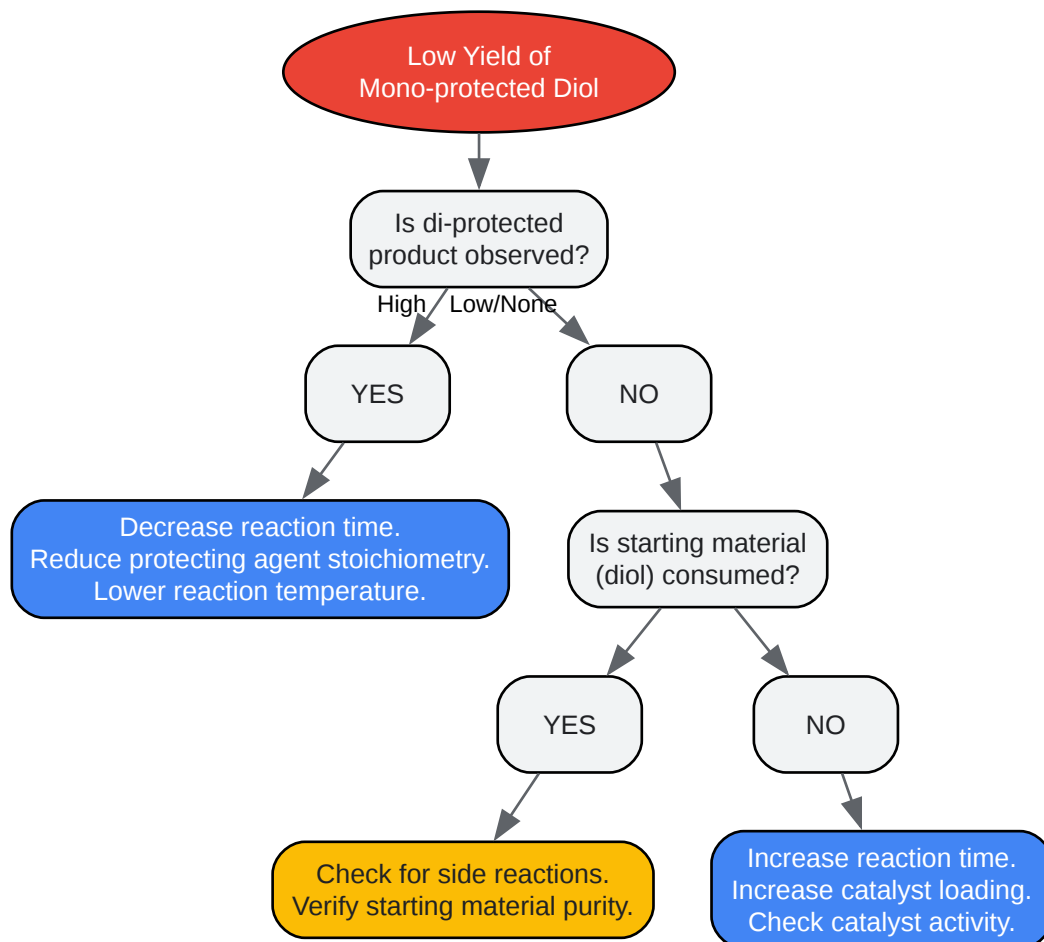 Low Yield of
Mono-protected Diol
Is di-protected
product observed?
High
Low/None
YES
NO
Decrease reaction time.
Reduce protecting agent stoichiometry.
Lower reaction temperature.
Is starting material
(diol) consumed?
YES
NO
Check for side reactions.
Verify starting material purity.
Increase reaction time.
Increase catalyst loading.
Check catalyst activity.